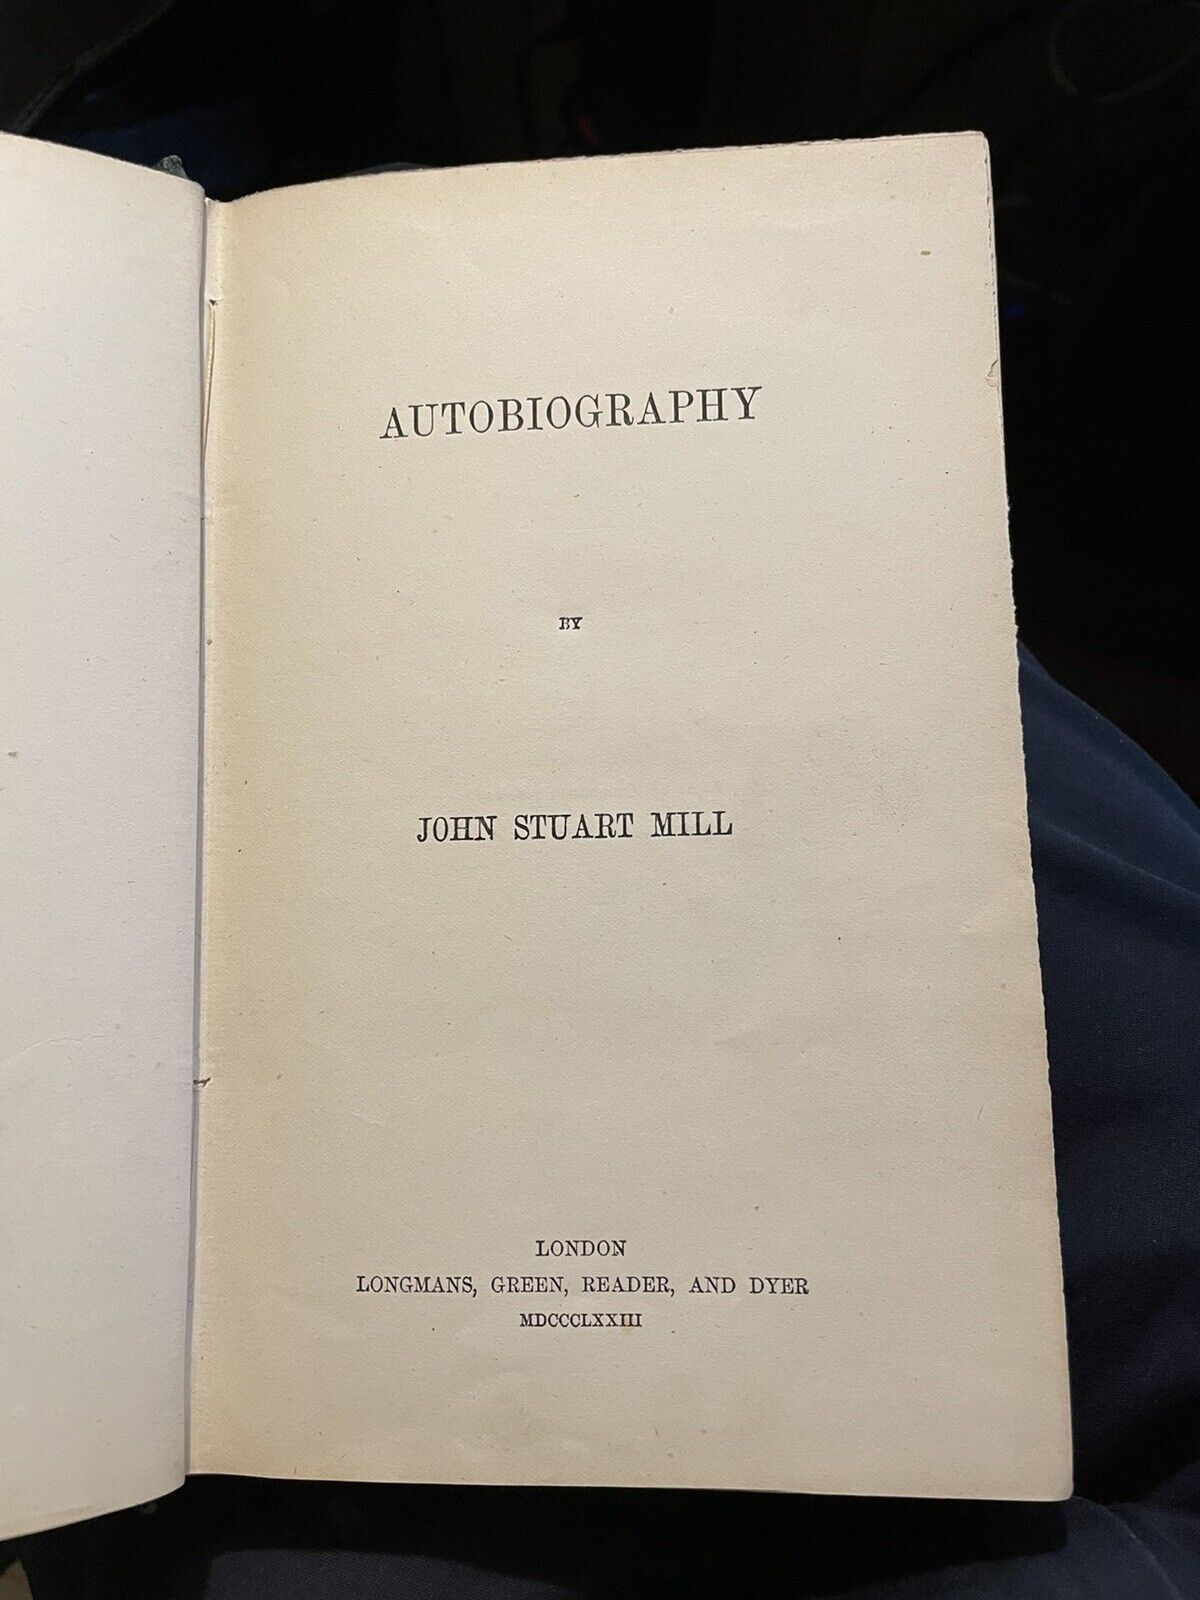 AUTOBIOGRAPHY
BY
JOHN STUART MILL
LONDON
LONGMANS, GREEN, READER, AND DYER
MDCCCLXXIII